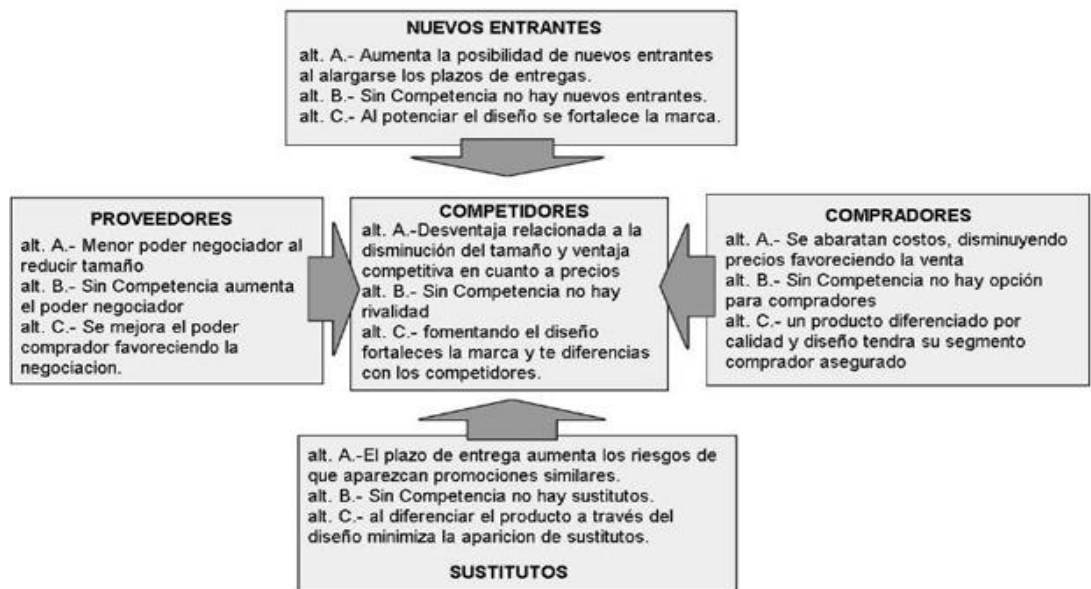 NUEVOS ENTRANTES
alt. A.- Aumenta la posibilidad de nuevos entrantes
al alargarse los plazos de entregas.
alt. B.- Sin Competencia no hay nuevos entrantes.
alt. C.- Al potenciar el diseño se fortalece la marca.
PROVEEDORES
alt. A.- Menor poder negociador al
reducir tamaño
alt. B.- Sin Competencia aumenta
el poder negociador
alt. C.- Se mejora el poder
comprador favoreciendo la
negociacion.
COMPETIDORES
alt. A.-Desventaja relacionada a la
disminución del tamaño y ventaja
competitiva en cuanto a precios
alt. B.- Sin Competencia no hay
rivalidad
alt. C.- fomentando el diseño
fortaleces la marca y te diferencias
con los competidores.
COMPRADORES
alt. A.- Se abaratan costos, disminuyendo
precios favoreciendo la venta
alt. B.- Sin Competencia no hay opción
para compradores
alt. C.- un producto diferenciado por
calidad y diseño tendra su segmento
comprador asegurado
alt. A.-El plazo de entrega aumenta los riesgos de
que aparezcan promociones similares.
alt. B.- Sin Competencia no hay sustitutos.
alt. C.- al diferenciar el producto a través del
diseño minimiza la aparicion de sustitutos.
SUSTITUTOS